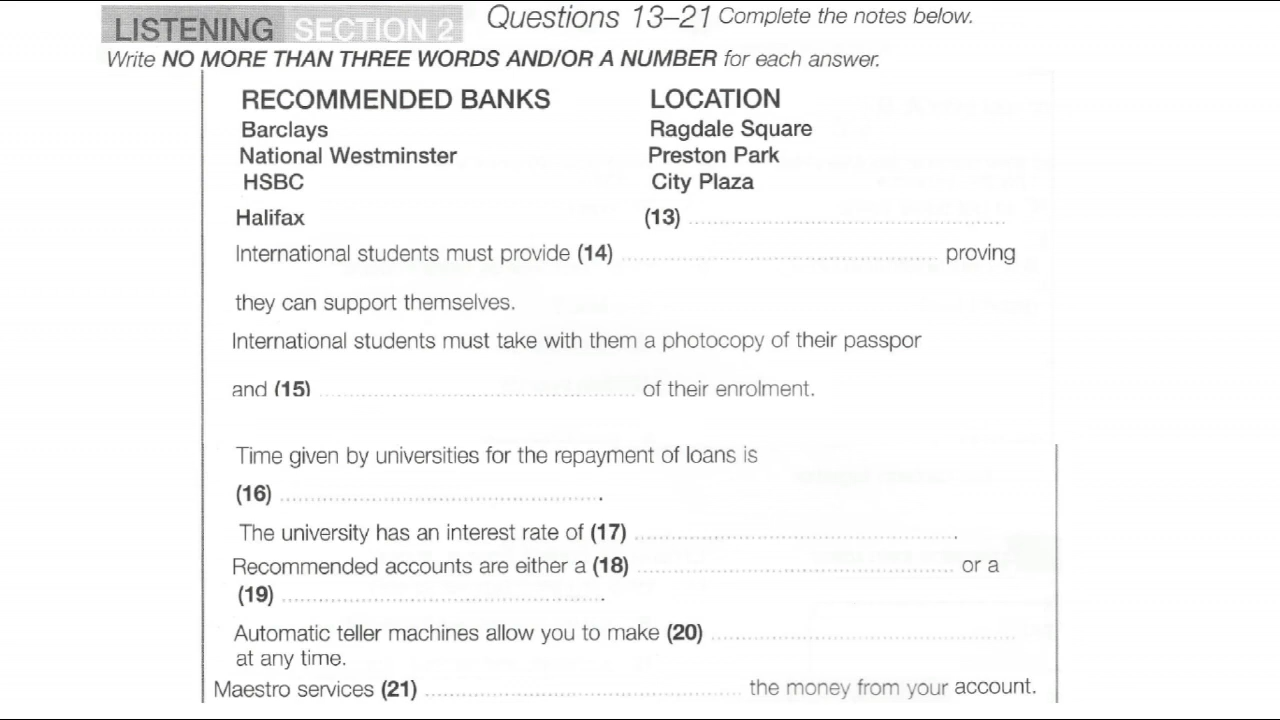 LISTENING SECTION 2 Questions 13–21 Complete the notes below.
Write NO MORE THAN THREE WORDS AND/OR A NUMBER for each answer.
RECOMMENDED BANKS LOCATION
Barclays Ragdale Square
National Westminster Preston Park
HSBC City Plaza
Halifax (13) ........................................
International students must provide (14) ........................................ proving
they can support themselves.
International students must take with them a photocopy of their passpor
and (15) ........................................ of their enrolment.
Time given by universities for the repayment of loans is
(16) ........................................ .
The university has an interest rate of (17) ........................................ .
Recommended accounts are either a (18) ........................................ or a
(19) ........................................ .
Automatic teller machines allow you to make (20) ........................................
at any time.
Maestro services (21) ........................................ the money from your account.